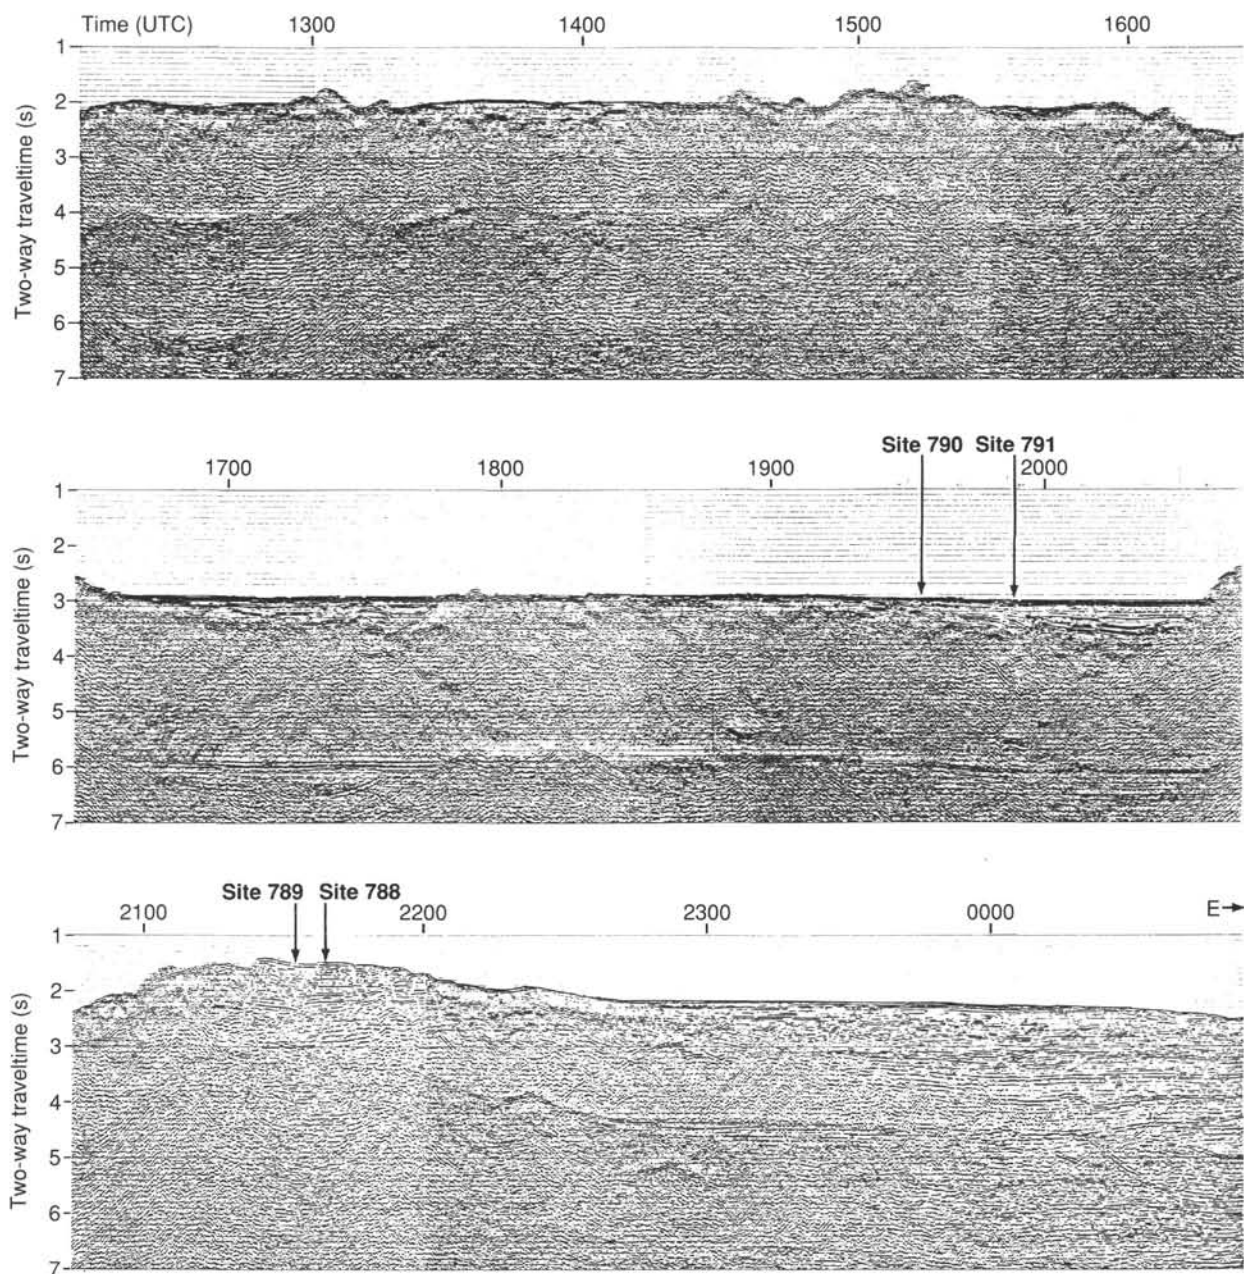 Time (UTC) 1300 1400 1500 1600
1
2
3
4
5
6
7
Two-way traveltime (s)
Site 790 Site 791
1700 1800 1900 2000
1
2
3
4
5
6
7
Two-way traveltime (s)
Site 789 Site 788
2100 2200 2300 0000 E→
1
2
3
4
5
6
7
Two-way traveltime (s)